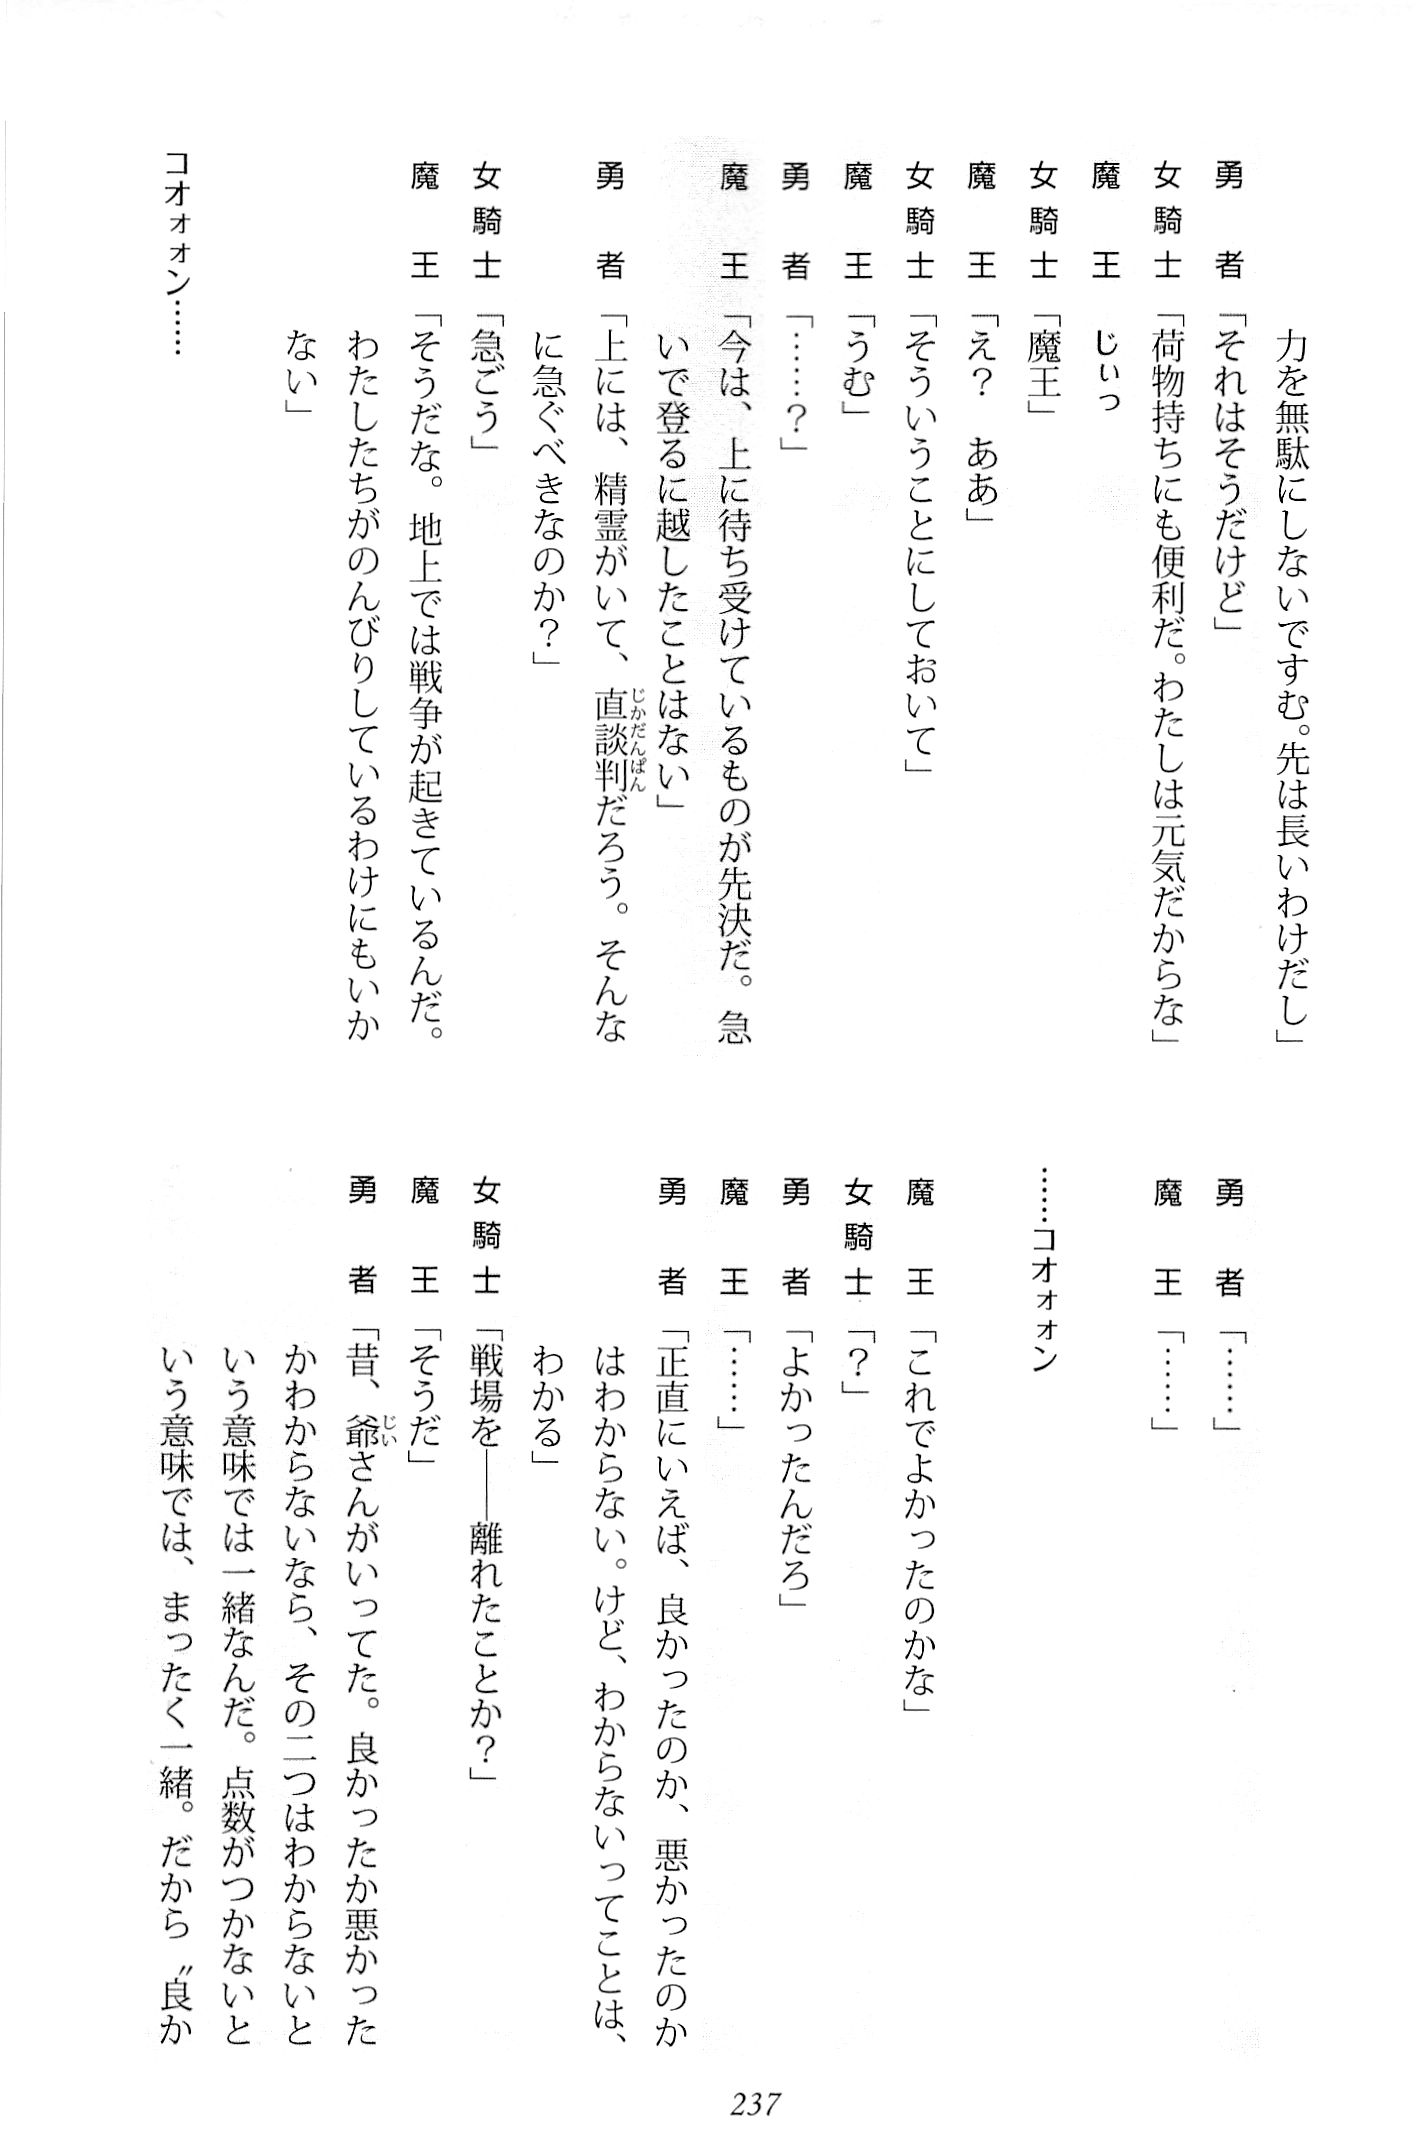 力を無駄にしないですむ。先は長いわけだし」
勇者「それはそうだけど」
女騎士「荷物持ちにも便利だ。わたしは元気だからな」
魔王 じぃっ
女騎士「魔王」
魔王「え？　ああ」
女騎士「そういうことにしておいて」
魔王「うむ」
勇者「……？」
魔王「今は、上に待ち受けているものが先決だ。急
いで登るに越したことはない」
勇者「上には、精霊がいて、直談判だろう。そんな
じかだんぱん
に急ぐべきなのか？」
女騎士「急ごう」
魔王「そうだな。地上では戦争が起きているんだ。
わたしたちがのんびりしているわけにもいか
ない」
コオォォン……
勇者「……」
魔王「……」
……コオォォン
魔王「これでよかったのかな」
女騎士「？」
勇者「よかったんだろ」
魔王「……」
勇者「正直にいえば、良かったのか、悪かったのか
はわからない。けど、わからないってことは、
わかる」
女騎士「戦場を――離れたことか？」
魔王「そうだ」
勇者「昔、爺さんがいってた。良かったか悪かった
じい
かわからないなら、その二つはわからないと
いう意味では一緒なんだ。点数がつかないと
いう意味では、まったく一緒。だから〝良か
237